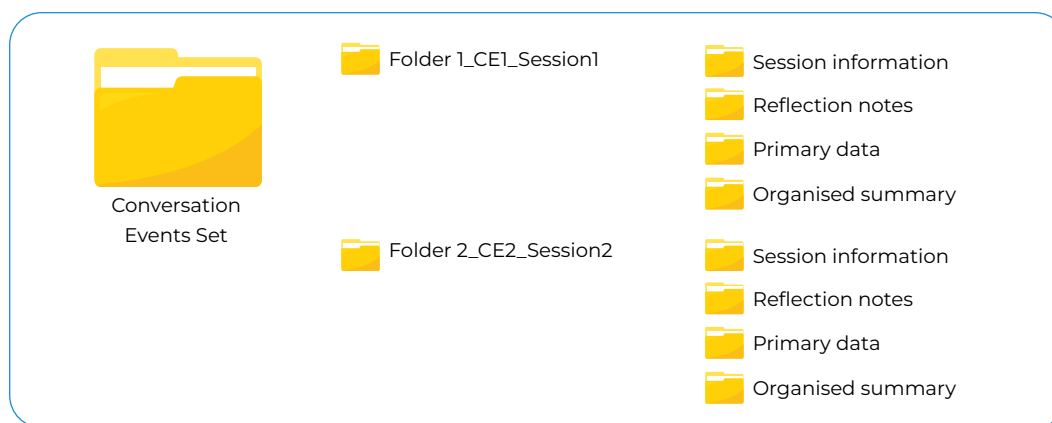 Conversation
Events Set
Folder 1_CE1_Session1
Session information
Reflection notes
Primary data
Organised summary
Folder 2_CE2_Session2
Session information
Reflection notes
Primary data
Organised summary